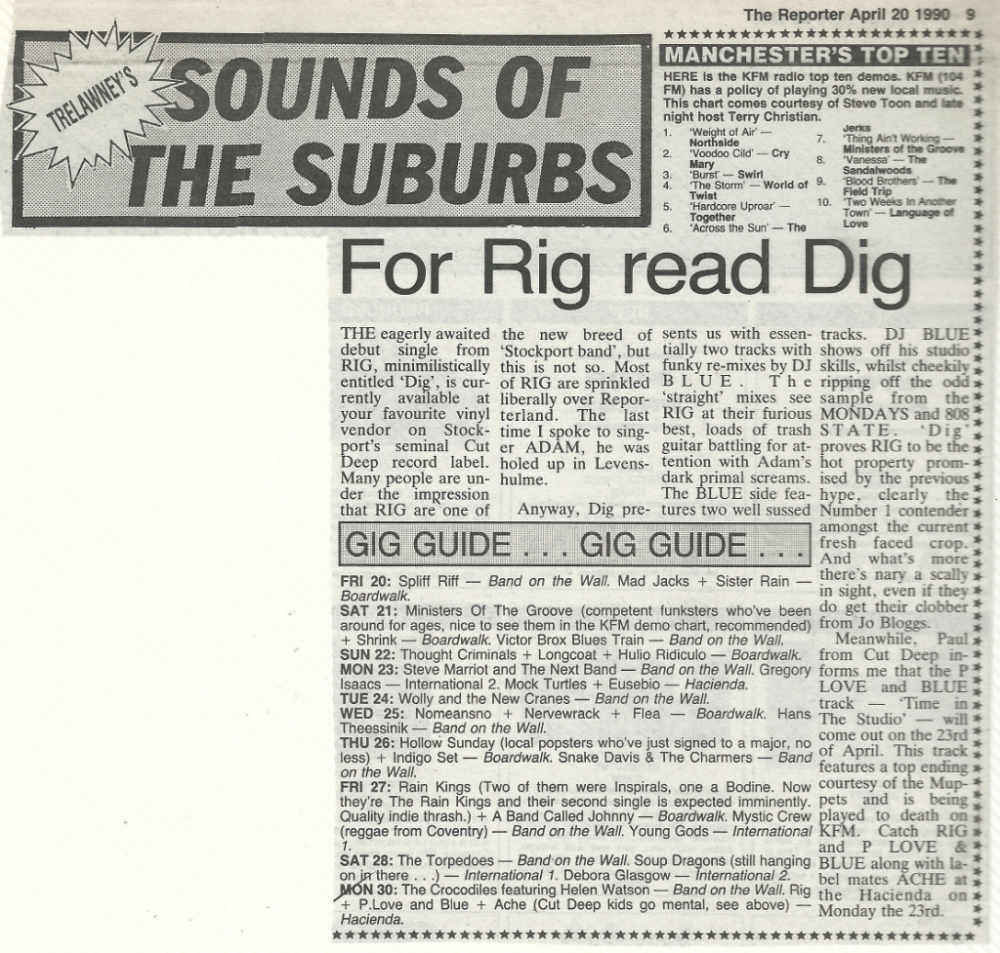 The Reporter April 20 1990 9
TRELAWNEY'S
SOUNDS OF
THE SUBURBS
MANCHESTER'S TOP TEN
HERE is the KFM radio top ten demos. KFM (104
FM) has a policy of playing 30% new local music.
This chart comes courtesy of Steve Toon and late
night host Terry Christian.
1. 'Weight of Air' —
Northside
2. 'Voodoo Cild' — Cry
Mary
3. 'Burst' — Swirl
4. 'The Storm' — World of
Twist
5. 'Hardcore Uproar' —
Together
6. 'Across the Sun' — The
Jerks
7. 'Thing Ain't Working —
Ministers of the Groove
8. 'Vanessa' — The
Sandalwoods
9. 'Blood Brothers' — The
Field Trip
10. 'Two Weeks In Another
Town' — Language of
Love
For Rig read Dig
THE eagerly awaited
debut single from
RIG, minimilistically
entitled 'Dig', is cur-
rently available at
your favourite vinyl
vendor on Stock-
port's seminal Cut
Deep record label.
Many people are un-
der the impression
that RIG are one of
the new breed of
'Stockport band', but
this is not so. Most
of RIG are sprinkled
liberally over Repor-
terland. The last
time I spoke to sing-
er ADAM, he was
holed up in Levens-
hulme.
Anyway, Dig pre-
sents us with essen-
tially two tracks with
funky re-mixes by DJ
BLUE. The
'straight' mixes see
RIG at their furious
best, loads of trash
guitar battling for at-
tention with Adam's
dark primal screams.
The BLUE side fea-
tures two well sussed
tracks. DJ BLUE
shows off his studio
skills, whilst cheekily
ripping off the odd
sample from the
MONDAYS and 808
STATE. 'Dig'
proves RIG to be the
hot property prom-
ised by the previous
hype, clearly the
Number 1 contender
amongst the current
fresh faced crop.
And what's more
there's nary a scally
in sight, even if they
do get their clobber
from Jo Bloggs.
Meanwhile, Paul
from Cut Deep in-
forms me that the P
LOVE and BLUE
track — 'Time in
The Studio' — will
come out on the 23rd
of April. This track
features a top ending
courtesy of the Mup-
pets and is being
played to death on
KFM. Catch RIG
and P LOVE &
BLUE along with la-
bel mates ACHE at
the Hacienda on
Monday the 23rd.
GIG GUIDE . . . GIG GUIDE . . .
FRI 20: Spliff Riff — Band on the Wall. Mad Jacks + Sister Rain —
Boardwalk.
SAT 21: Ministers Of The Groove (competent funksters who've been
around for ages, nice to see them in the KFM demo chart, recommended)
+ Shrink — Boardwalk. Victor Brox Blues Train — Band on the Wall.
SUN 22: Thought Criminals + Longcoat + Hulio Ridiculo — Boardwalk.
MON 23: Steve Marriot and The Next Band — Band on the Wall. Gregory
Isaacs — International 2. Mock Turtles + Eusebio — Hacienda.
TUE 24: Wolly and the New Cranes — Band on the Wall.
WED 25: Nomeansno + Nervewrack + Flea — Boardwalk. Hans
Theessinik — Band on the Wall.
THU 26: Hollow Sunday (local popsters who've just signed to a major, no
less) + Indigo Set — Boardwalk. Snake Davis & The Charmers — Band
on the Wall.
FRI 27: Rain Kings (Two of them were Inspirals, one a Bodine. Now
they're The Rain Kings and their second single is expected imminently.
Quality indie thrash.) + A Band Called Johnny — Boardwalk. Mystic Crew
(reggae from Coventry) — Band on the Wall. Young Gods — International
1.
SAT 28: The Torpedoes — Band on the Wall. Soup Dragons (still hanging
on in there . . .) — International 1. Debora Glasgow — International 2.
MON 30: The Crocodiles featuring Helen Watson — Band on the Wall. Rig
+ P.Love and Blue + Ache (Cut Deep kids go mental, see above) —
Hacienda.